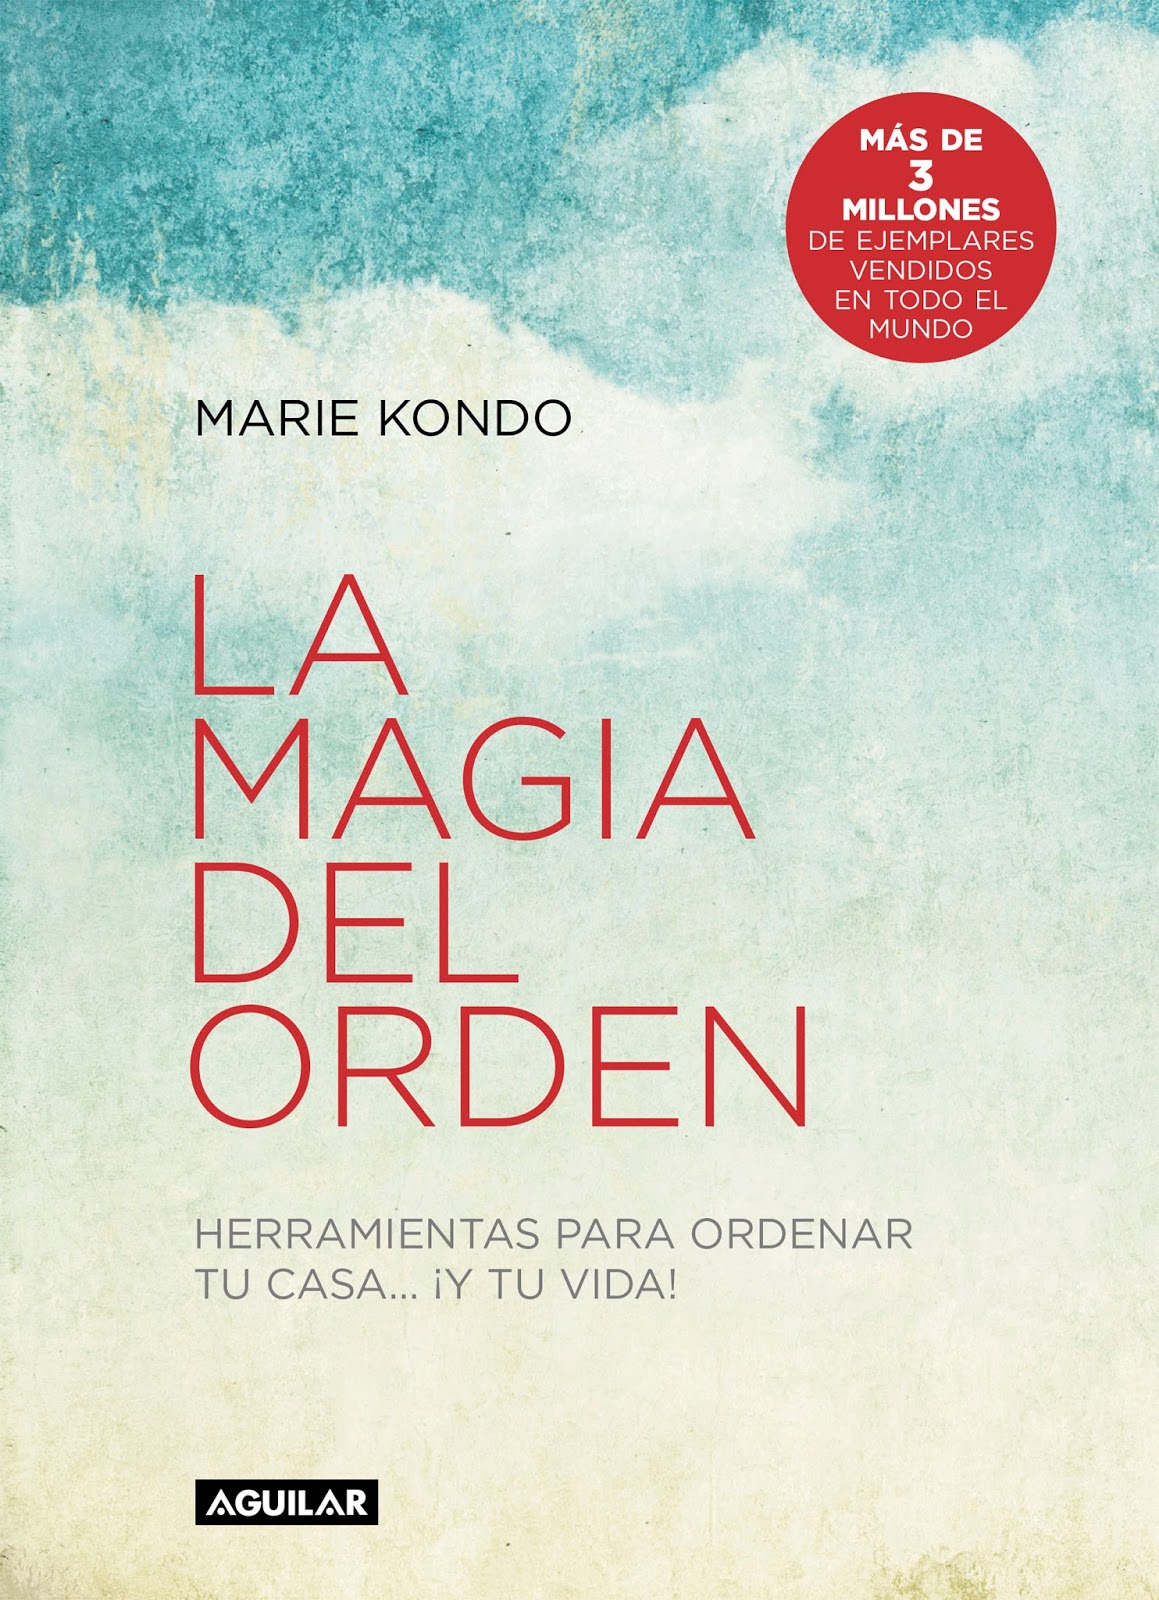 MÁS DE
3
MILLONES
DE EJEMPLARES
VENDIDOS
EN TODO EL
MUNDO
MARIE KONDO
LA
MAGIA
DEL
ORDEN
HERRAMIENTAS PARA ORDENAR
TU CASA... ¡Y TU VIDA!
AGUILAR